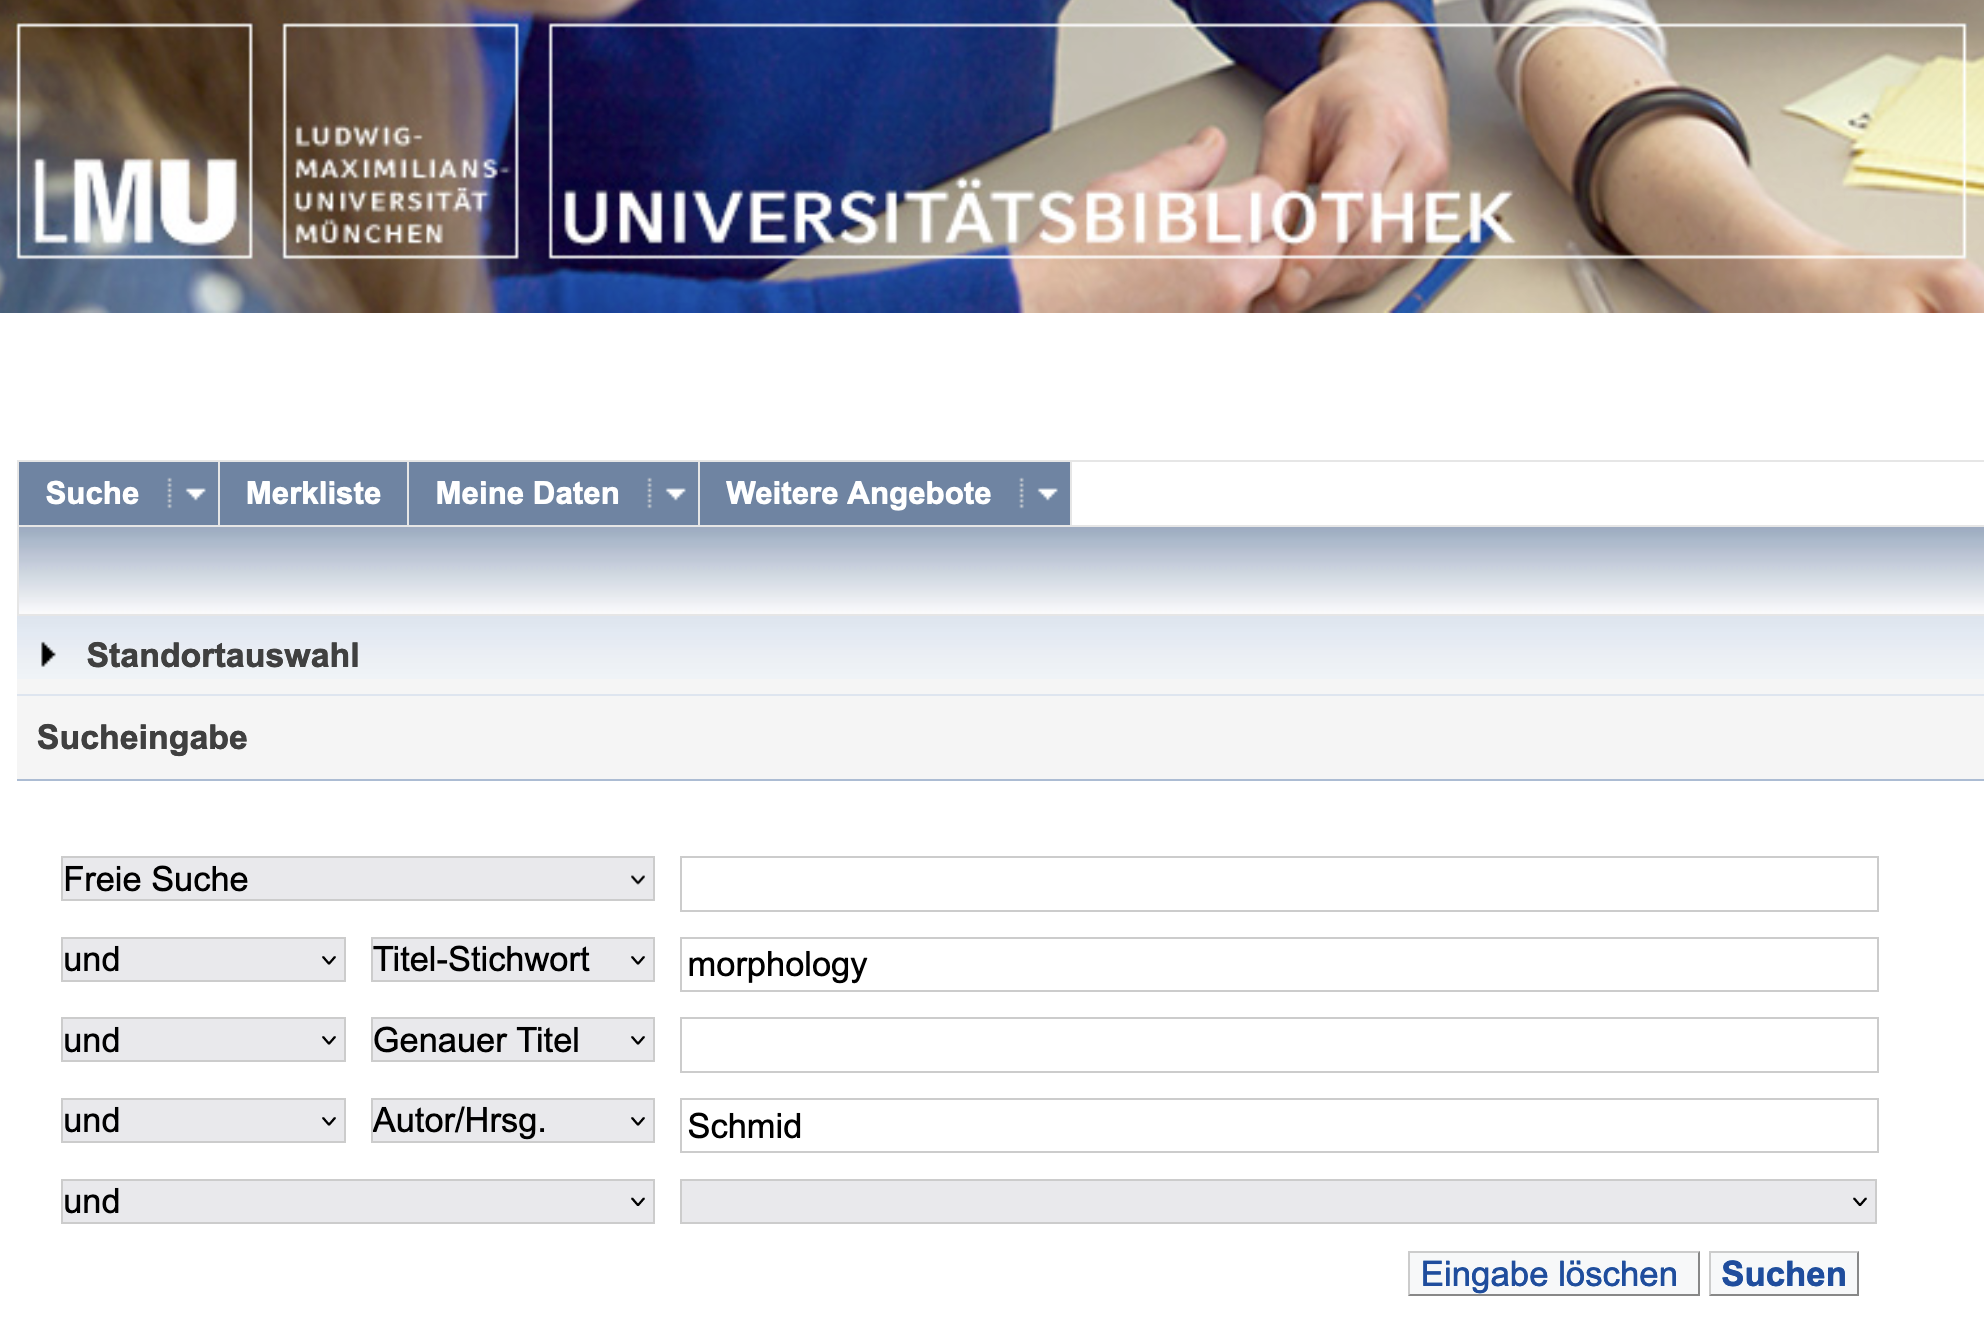 LMU
LUDWIG-
MAXIMILIANS-
UNIVERSITÄT
MÜNCHEN
UNIVERSITÄTSBIBLIOTHEK
Suche Merkliste Meine Daten Weitere Angebote
Standortauswahl
Sucheingabe
Freie Suche
und Titel-Stichwort morphology
und Genauer Titel
und Autor/Hrsg. Schmid
und
Eingabe löschen Suchen